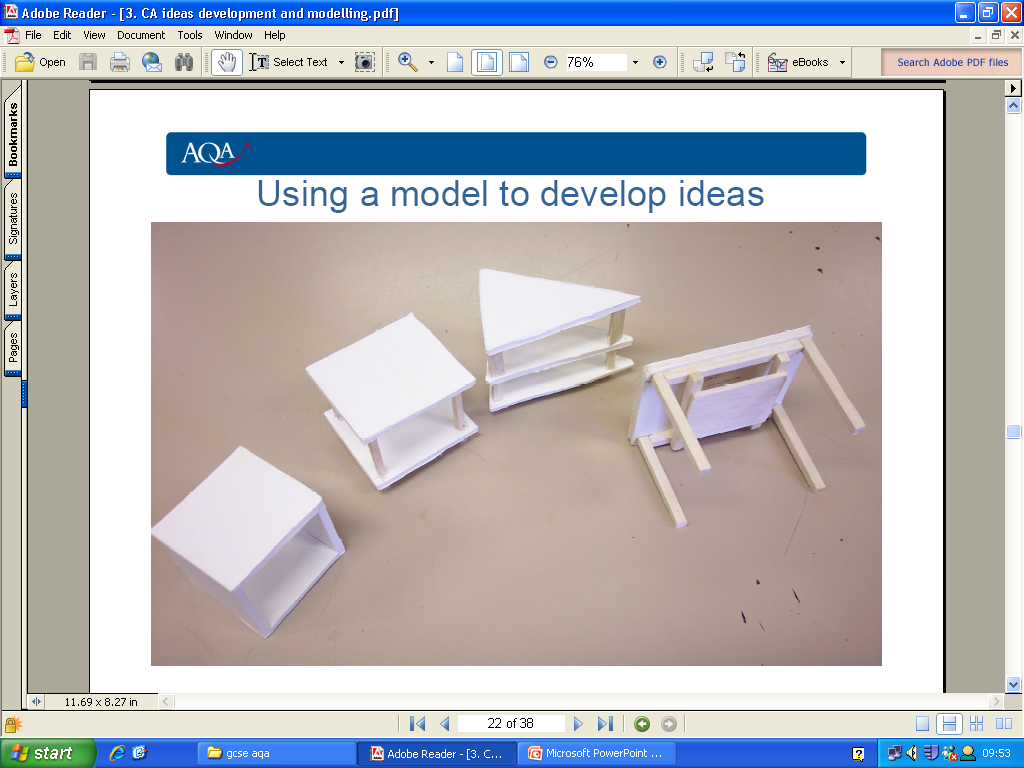 Adobe Reader - [3. CA ideas development and modelling.pdf]
File Edit View Document Tools Window Help
Open Select Text 76% eBooks Search Adobe PDF files
Bookmarks
Signatures
Layers
Pages
AQA
Using a model to develop ideas
11.69 x 8.27 in
22 of 38
start gcse aqa Adobe Reader - [3. C... Microsoft PowerPoint ... 09:53